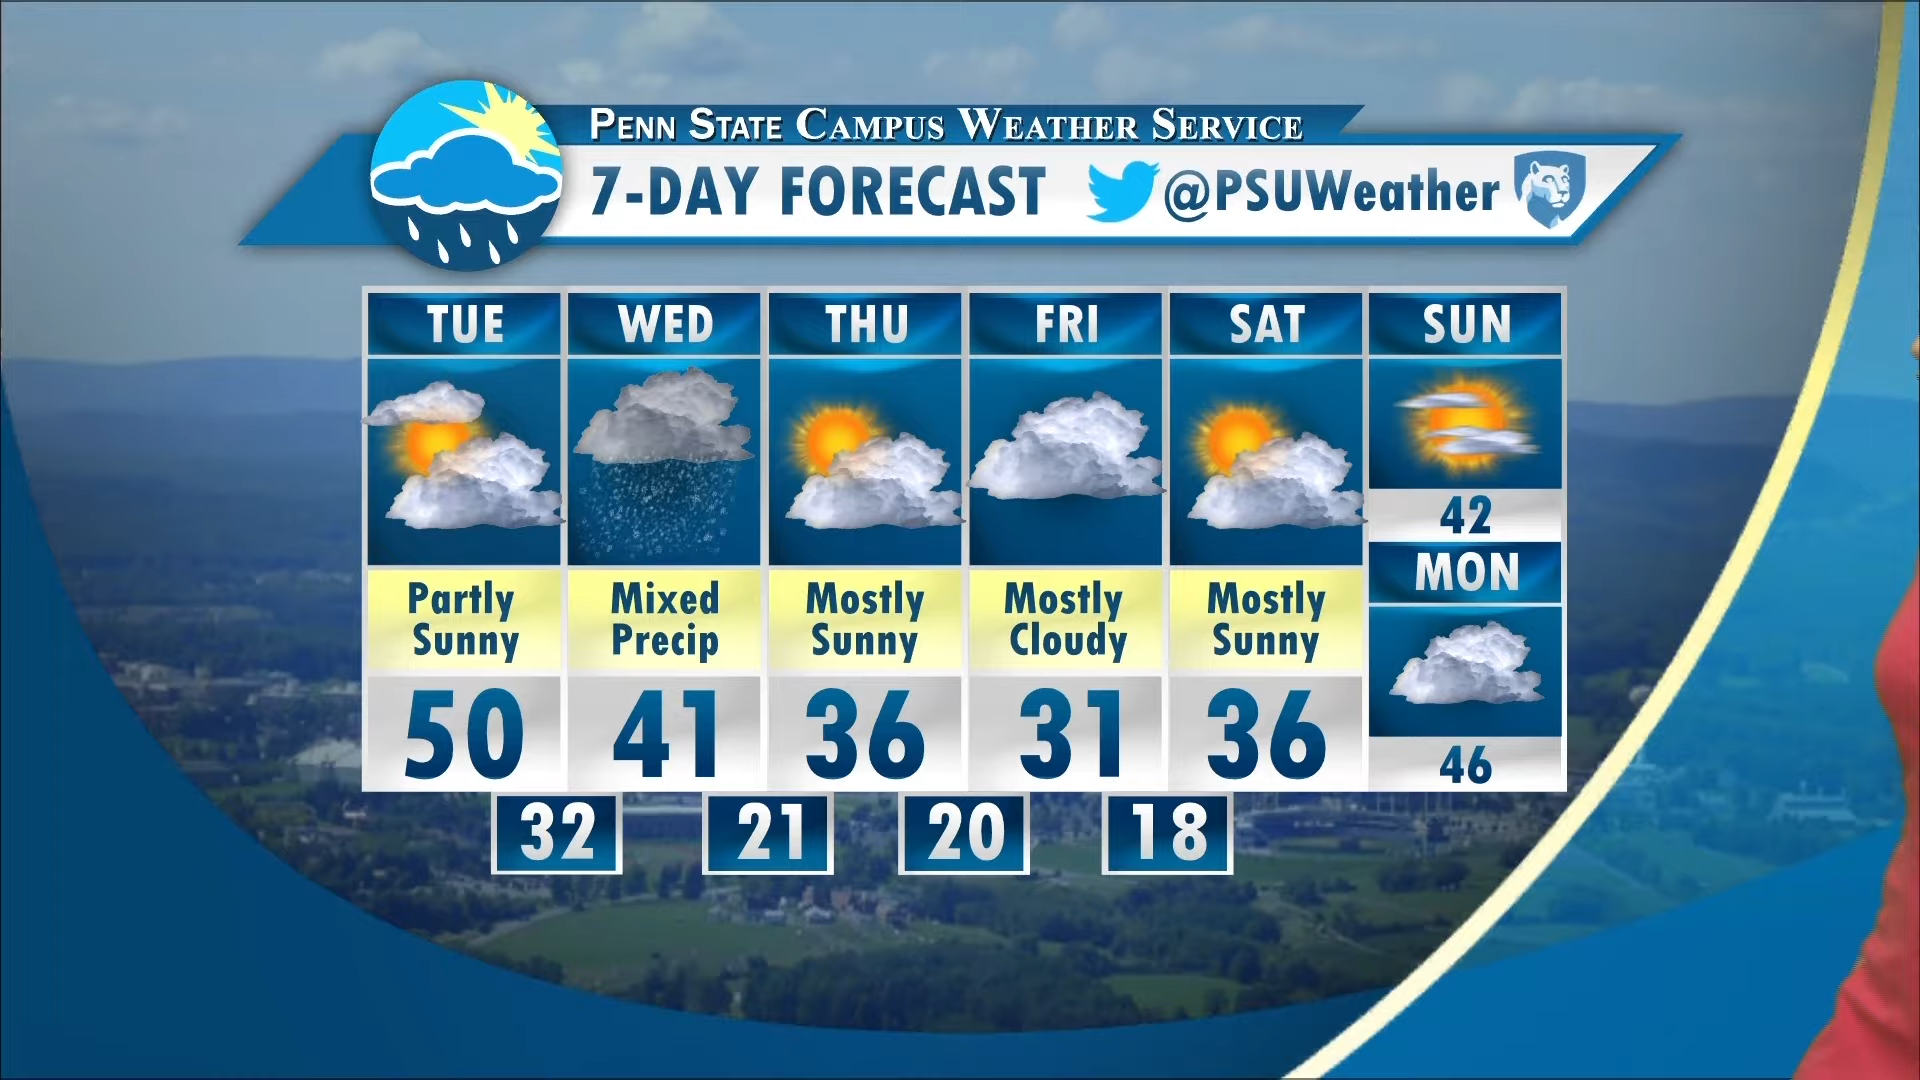 PENN STATE CAMPUS WEATHER SERVICE
7-DAY FORECAST @PSUWeather
TUE WED THU FRI SAT SUN
42
MON
Partly Sunny
Mixed Precip
Mostly Sunny
Mostly Cloudy
Mostly Sunny
50 41 36 31 36 46
32 21 20 18